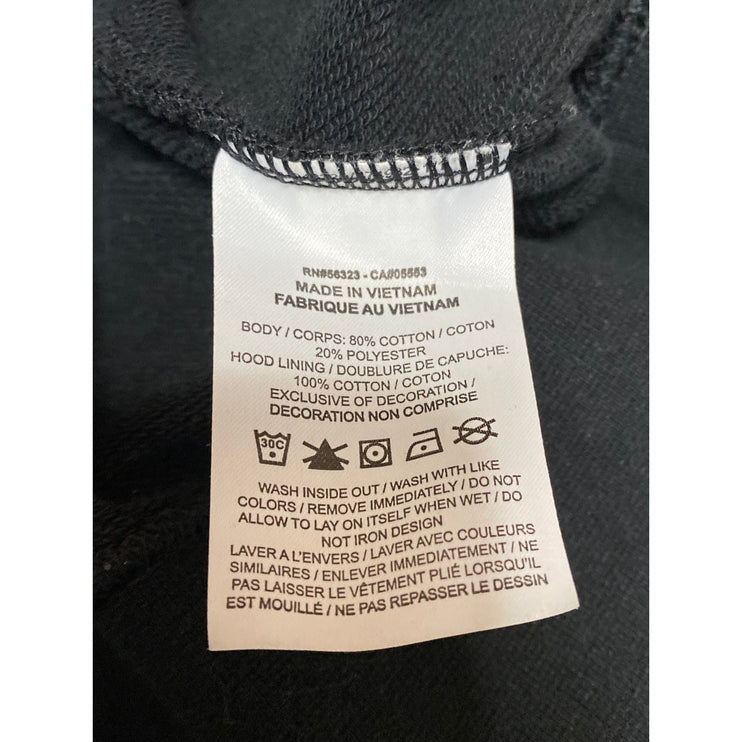 RN#56323 - CA#05553
MADE IN VIETNAM
FABRIQUE AU VIETNAM
BODY / CORPS: 80% COTTON / COTON
20% POLYESTER
HOOD LINING / DOUBLURE DE CAPUCHE:
100% COTTON / COTON
EXCLUSIVE OF DECORATION /
DECORATION NON COMPRISE
30C
WASH INSIDE OUT / WASH WITH LIKE
COLORS / REMOVE IMMEDIATELY / DO NOT
ALLOW TO LAY ON ITSELF WHEN WET / DO
NOT IRON DESIGN
LAVER A L'ENVERS / LAVER AVEC COULEURS
SIMILAIRES / ENLEVER IMMEDIATEMENT / NE
PAS LAISSER LE VÊTEMENT PLIÉ LORSQU'IL
EST MOUILLÉ / NE PAS REPASSER LE DESSIN